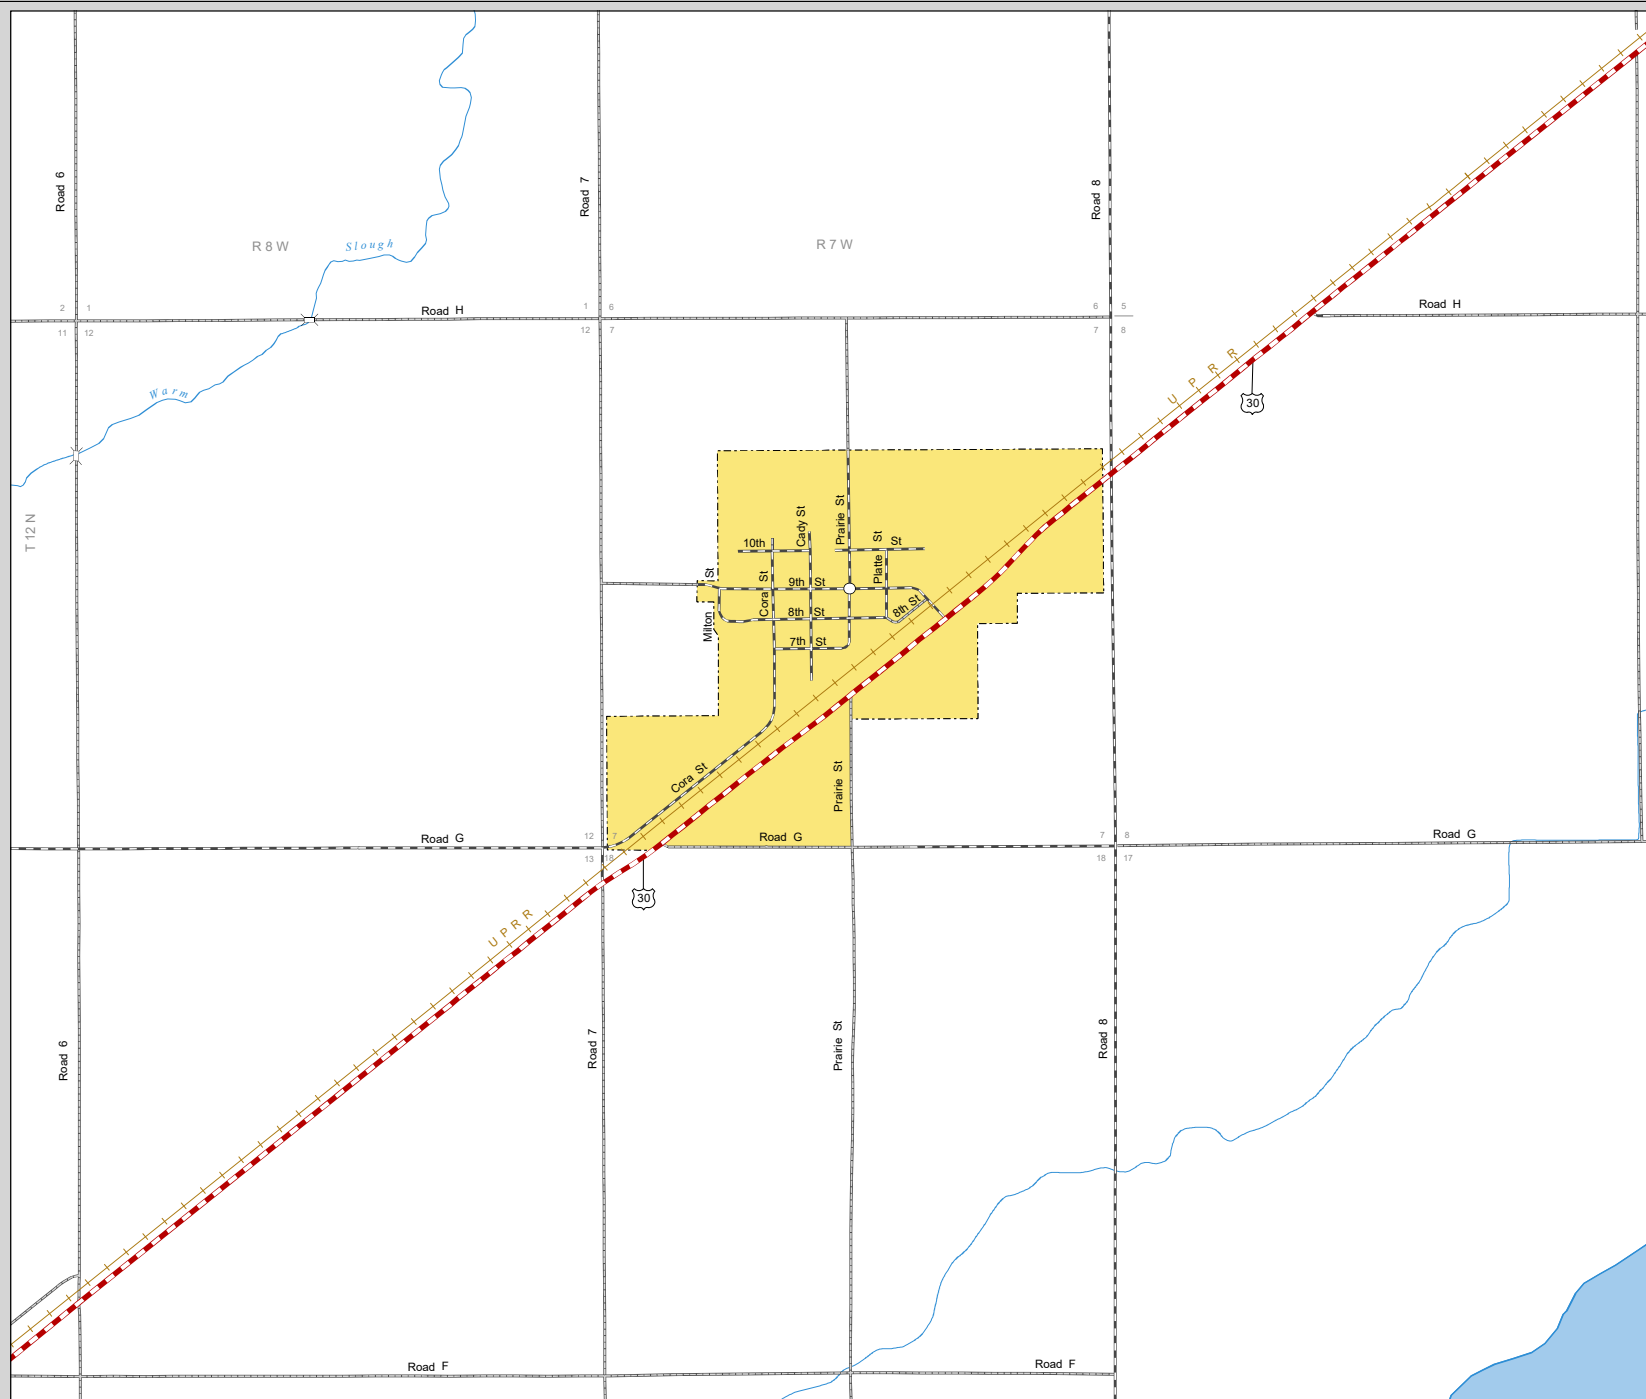 Road 6
Road 7
Road 8
R 8 W
Slough
R 7 W
2 1
11 12
Road H
1 6
12 7
6 5
7 8
Road H
Warm
U P R R
30
T 12 N
10th St
Cady St
Prairie St
Platte St
Milton St
Cora St
9th St
8th St
8th St
7th St
Cora St
Prairie St
Road G
12 7
13 18
Road G
7 8
18 17
Road G
30
U P R R
Road 6
Road 7
Prairie St
Road 8
Road F
Road F